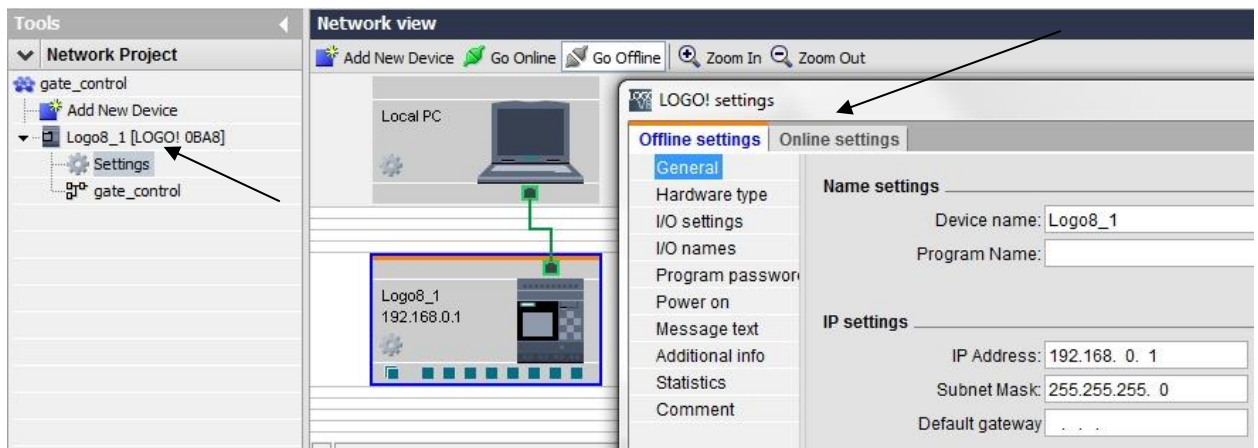 Tools
Network Project
gate_control
Add New Device
Logo8_1 [LOGO! 0BA8]
Settings
gate_control
Network view
Add New Device Go Online Go Offline Zoom In Zoom Out
Local PC
Logo8_1
192.168.0.1
LOGO! settings
Offline settings Online settings
General
Hardware type
I/O settings
I/O names
Program password
Power on
Message text
Additional info
Statistics
Comment
Name settings
Device name: Logo8_1
Program Name:
IP settings
IP Address: 192.168. 0. 1
Subnet Mask: 255.255.255. 0
Default gateway . . .